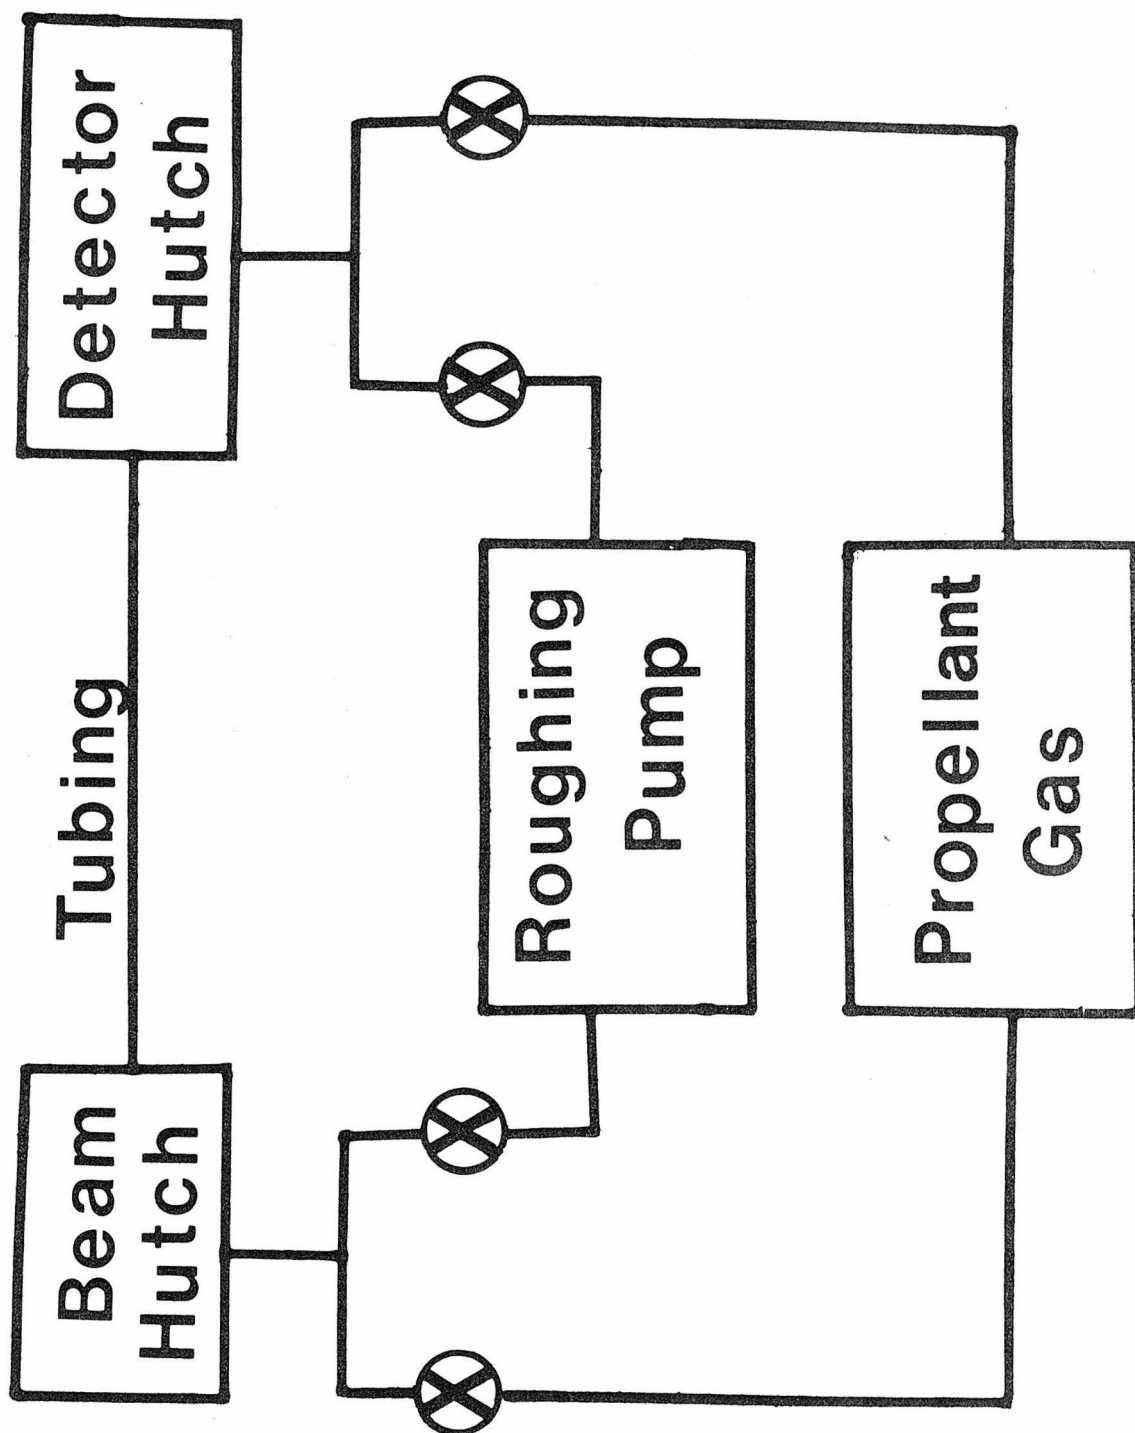 Beam
Hutch
Tubing
Detector
Hutch
Roughing
Pump
Propellant
Gas